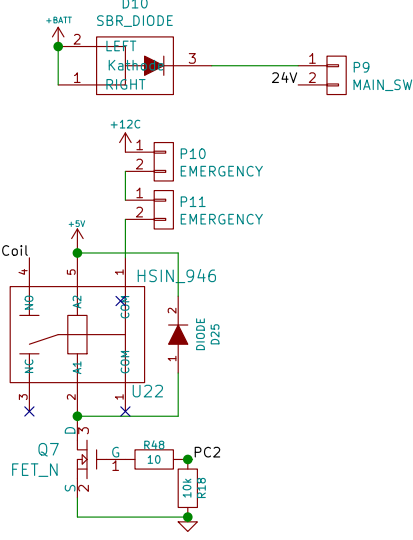 D10
SBR_DIODE
+BATT
2 LEFT
Kathode 3
1 RIGHT
1 P9
24V 2 MAIN_SW
+12C
1 P10
2 EMERGENCY
1 P11
2 EMERGENCY
+5V
Coil
4 5 1 HSIN_946
NO A2 COM
2 DIODE D25 1
NC A1 COM
3 2 1 U22
D 3
Q7 G R48 PC2
FET_N 1 10
S 2 10k R18